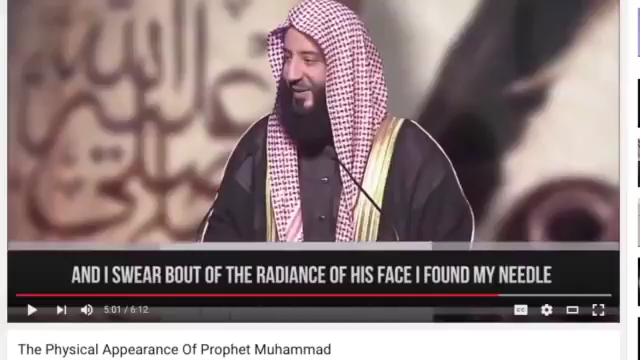 AND I SWEAR BOUT OF THE RADIANCE OF HIS FACE I FOUND MY NEEDLE
5:01 / 6:12
CC
The Physical Appearance Of Prophet Muhammad